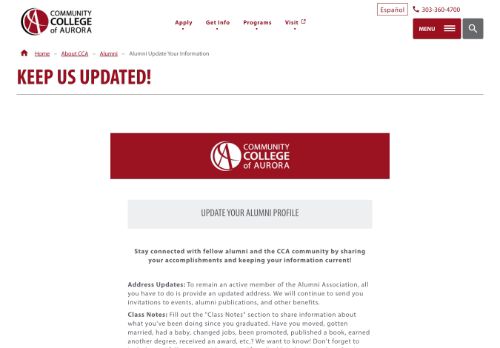 COMMUNITY
COLLEGE
of AURORA
Apply
Get Info
Programs
Visit
Español
303-360-4700
MENU
Home – About CCA – Alumni – Alumni Update Your Information
KEEP US UPDATED!
COMMUNITY
COLLEGE
of AURORA
UPDATE YOUR ALUMNI PROFILE
Stay connected with fellow alumni and the CCA community by sharing
your accomplishments and keeping your information current!
Address Updates: To remain an active member of the Alumni Association, all
you have to do is provide an updated address. We will continue to send you
invitations to events, alumni publications, and other benefits.
Class Notes: Fill out the "Class Notes" section to share information about
what you've been doing since you graduated. Have you moved, gotten
married, had a baby, changed jobs, been promoted, published a book, earned
another degree, received an award, etc.? We want to know! Don't forget to